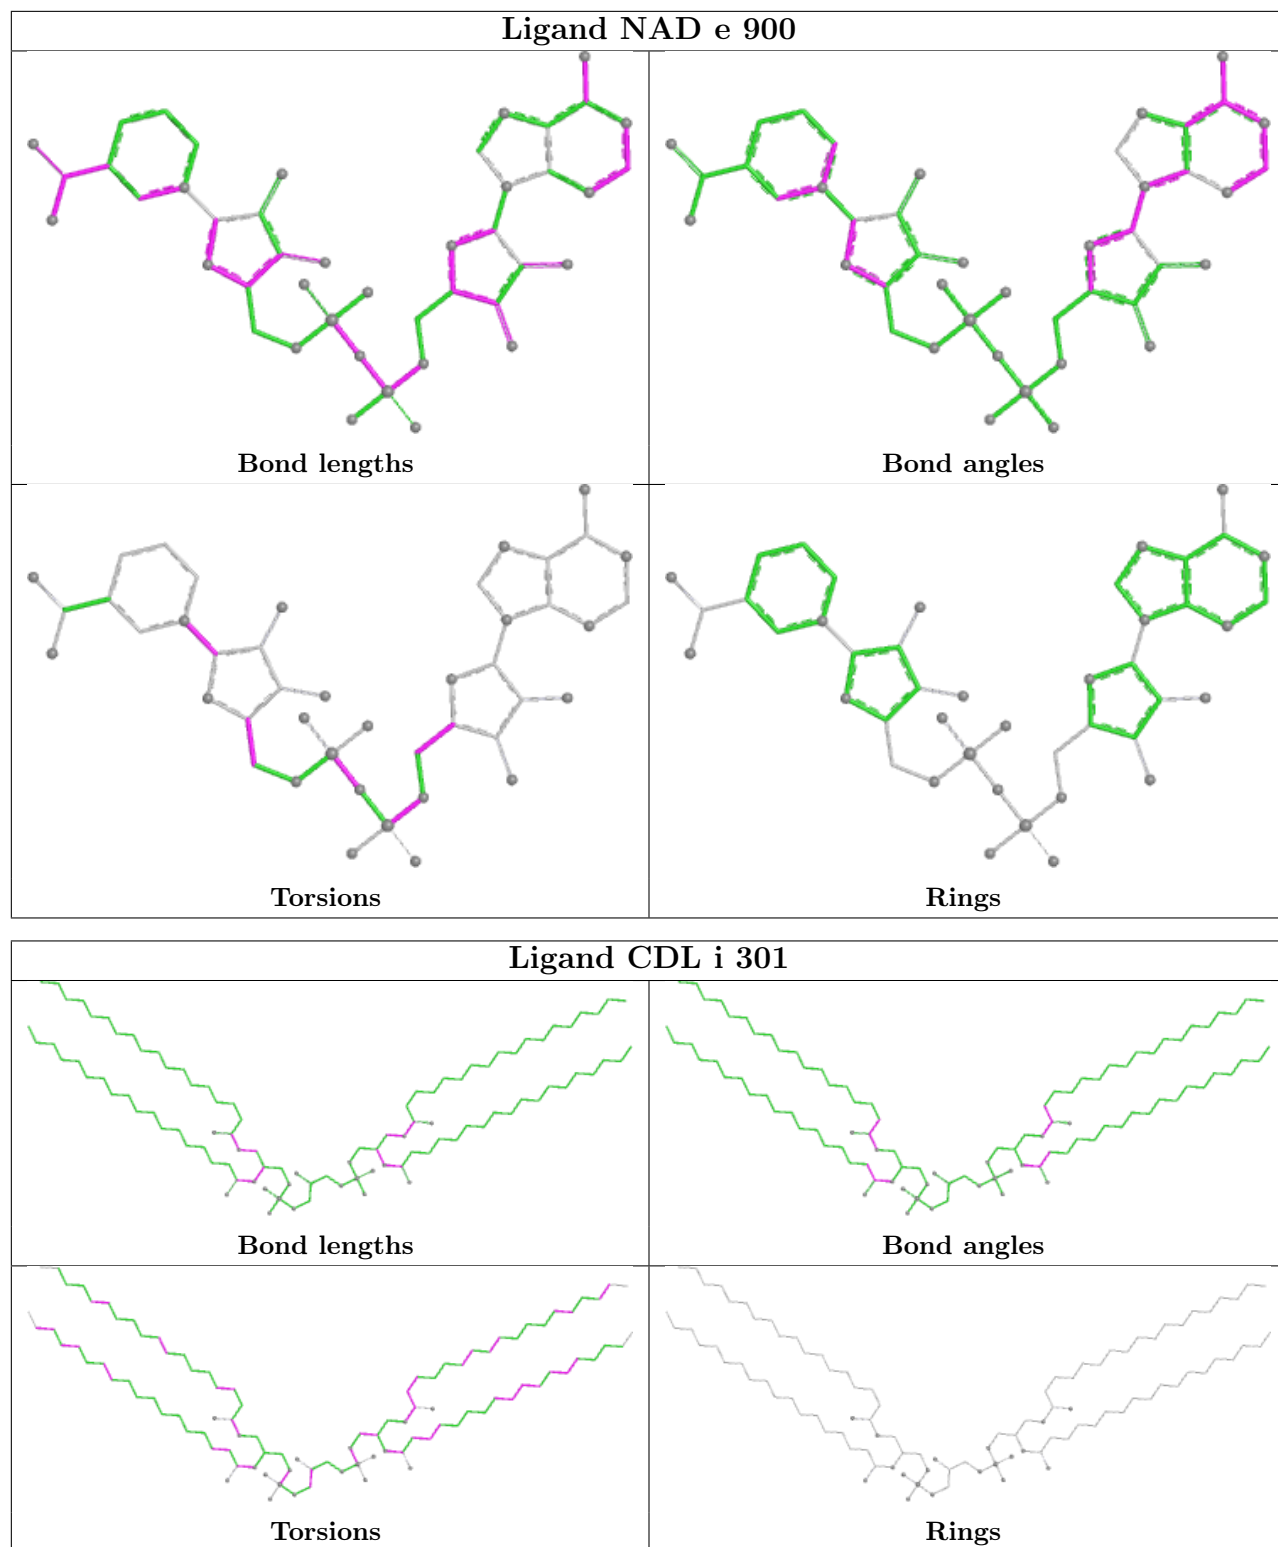 Ligand NAD e 900
Bond lengths
Bond angles
Torsions
Rings
Ligand CDL i 301
Bond lengths
Bond angles
Torsions
Rings